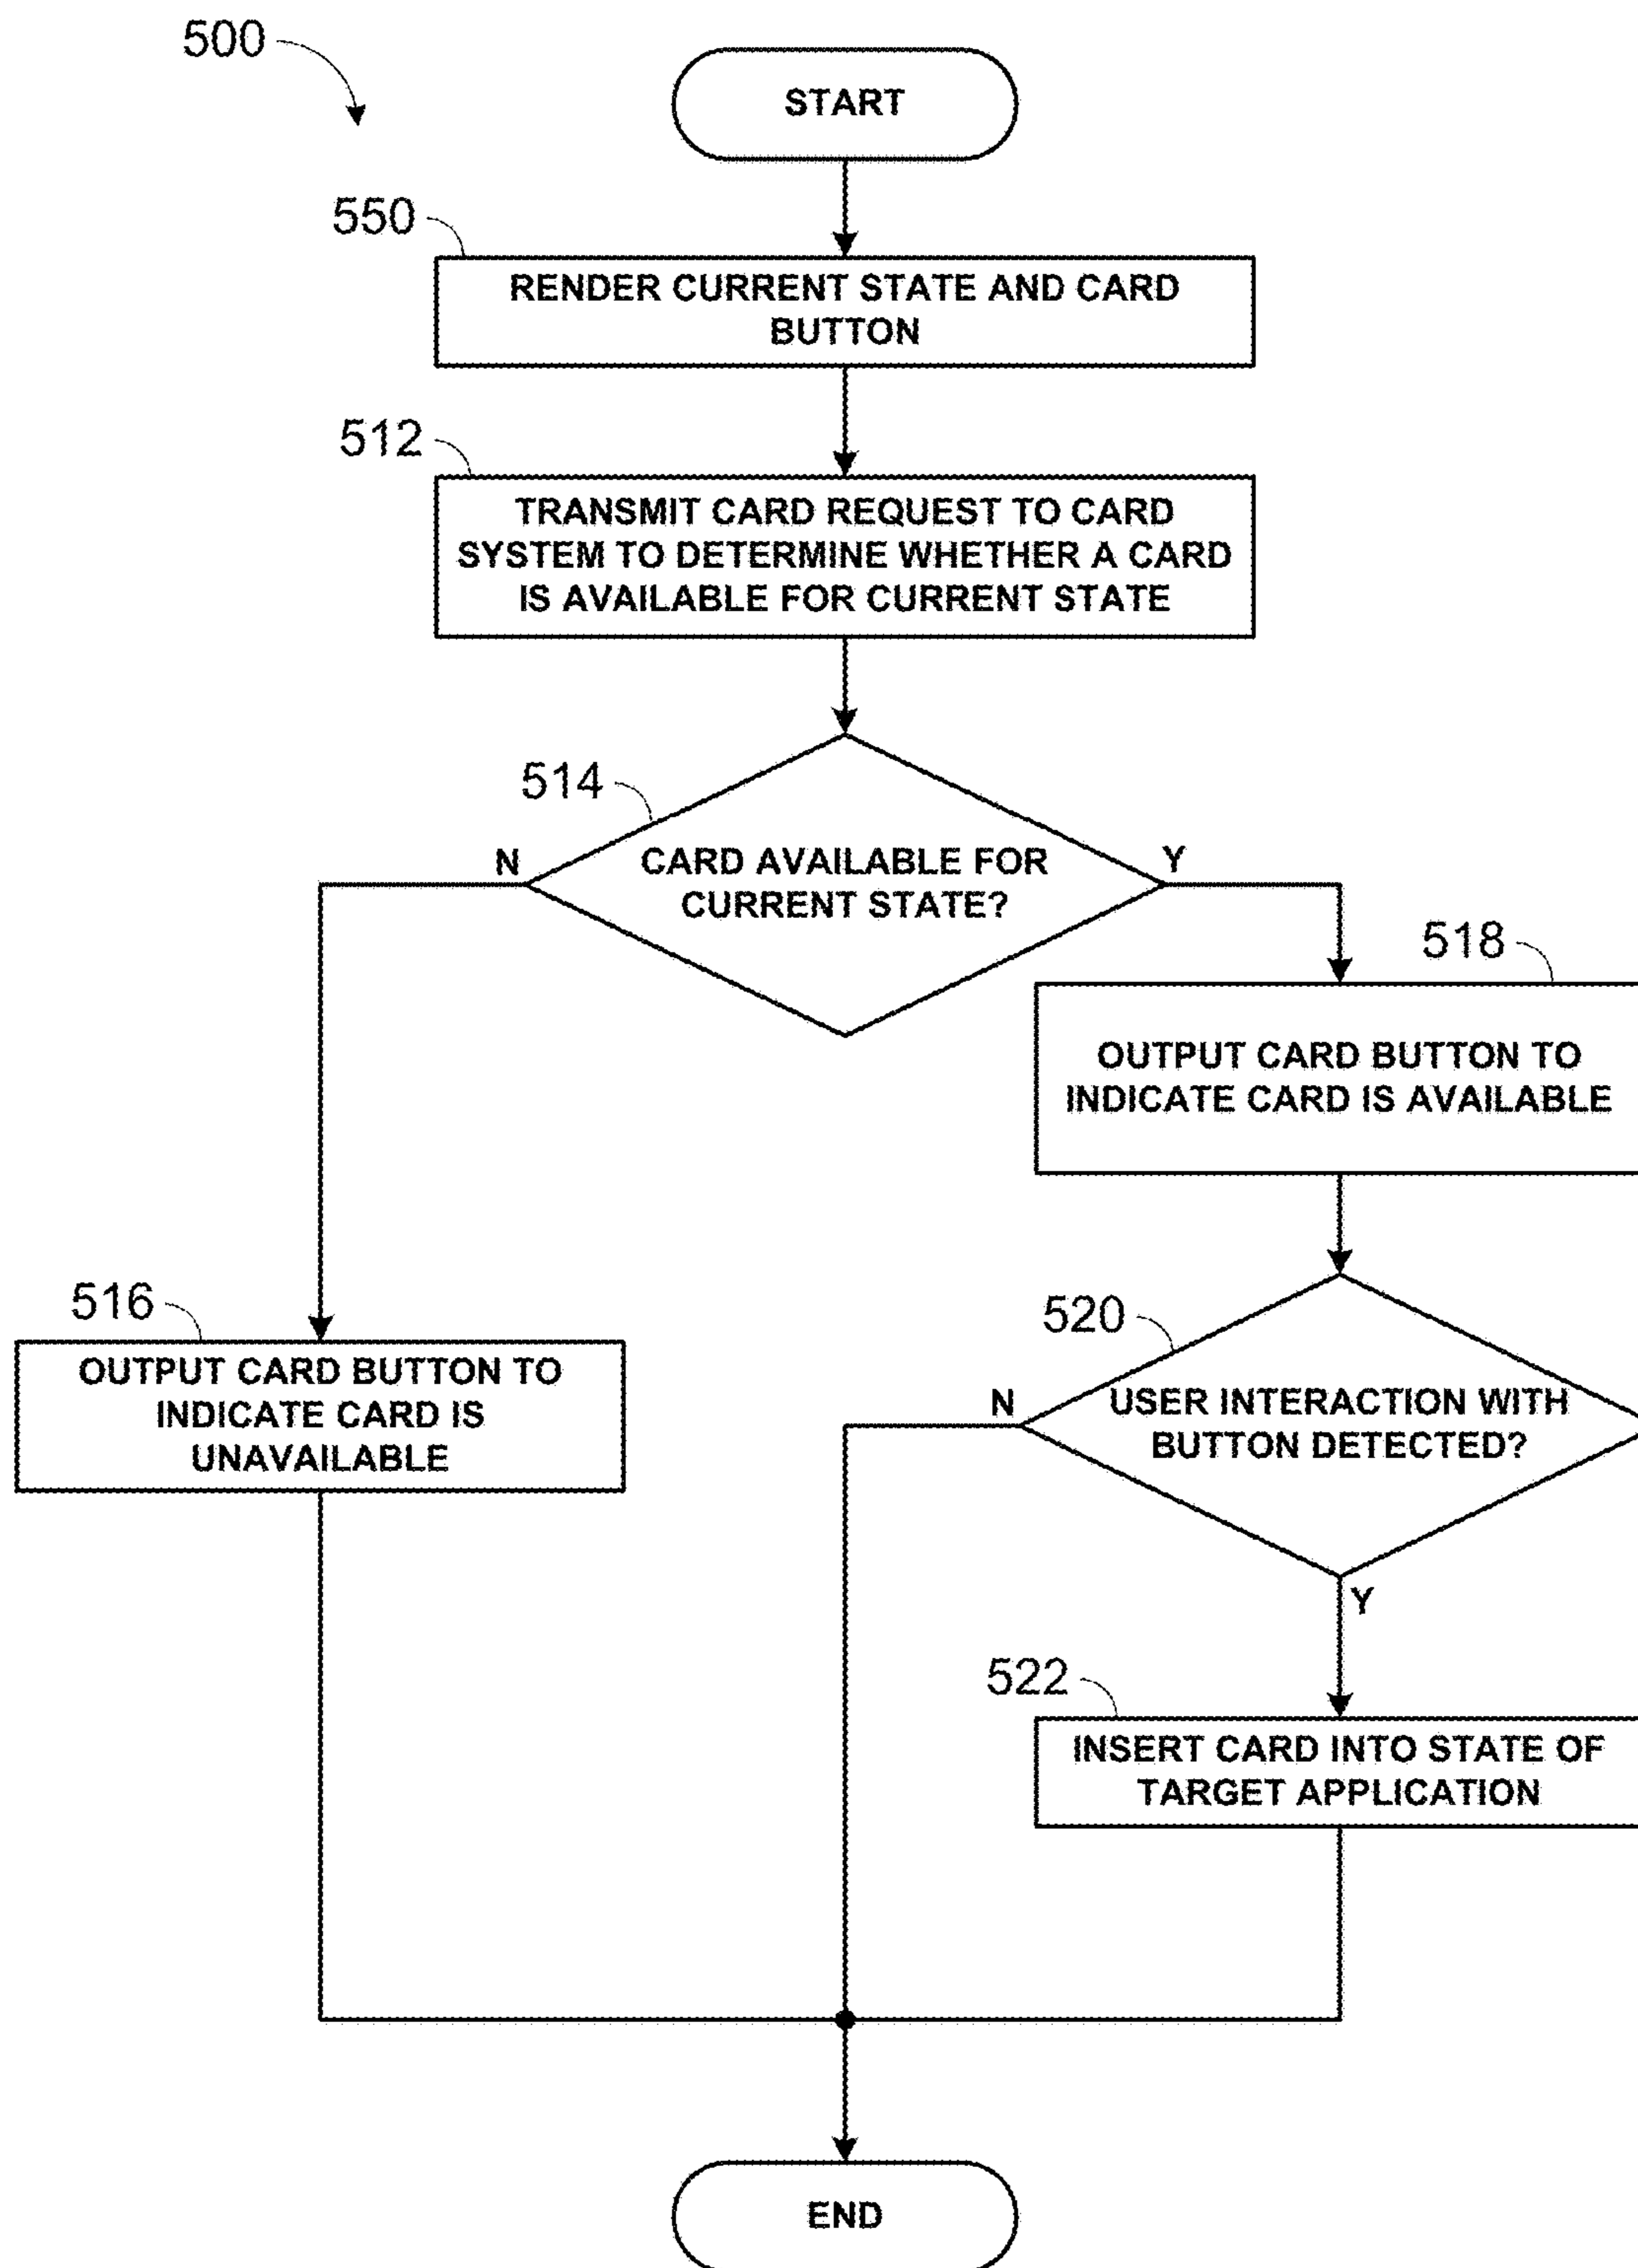 500
START
550
RENDER CURRENT STATE AND CARD
BUTTON
512
TRANSMIT CARD REQUEST TO CARD
SYSTEM TO DETERMINE WHETHER A CARD
IS AVAILABLE FOR CURRENT STATE
514
N
CARD AVAILABLE FOR
CURRENT STATE?
Y
518
OUTPUT CARD BUTTON TO
INDICATE CARD IS AVAILABLE
516
OUTPUT CARD BUTTON TO
INDICATE CARD IS
UNAVAILABLE
520
N
USER INTERACTION WITH
BUTTON DETECTED?
Y
522
INSERT CARD INTO STATE OF
TARGET APPLICATION
END